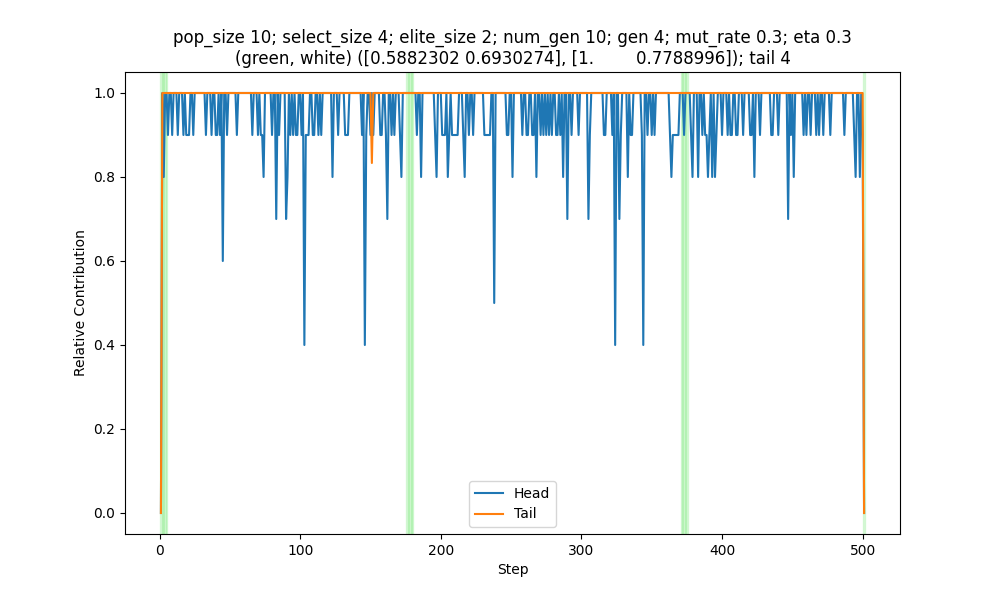 pop_size 10; select_size 4; elite_size 2; num_gen 10; gen 4; mut_rate 0.3; eta 0.3
(green, white) ([0.5882302 0.6930274], [1.         0.7788996]); tail 4
1.0
0.8
0.6
0.4
0.2
0.0
Relative Contribution
Head
Tail
0 100 200 300 400 500
Step